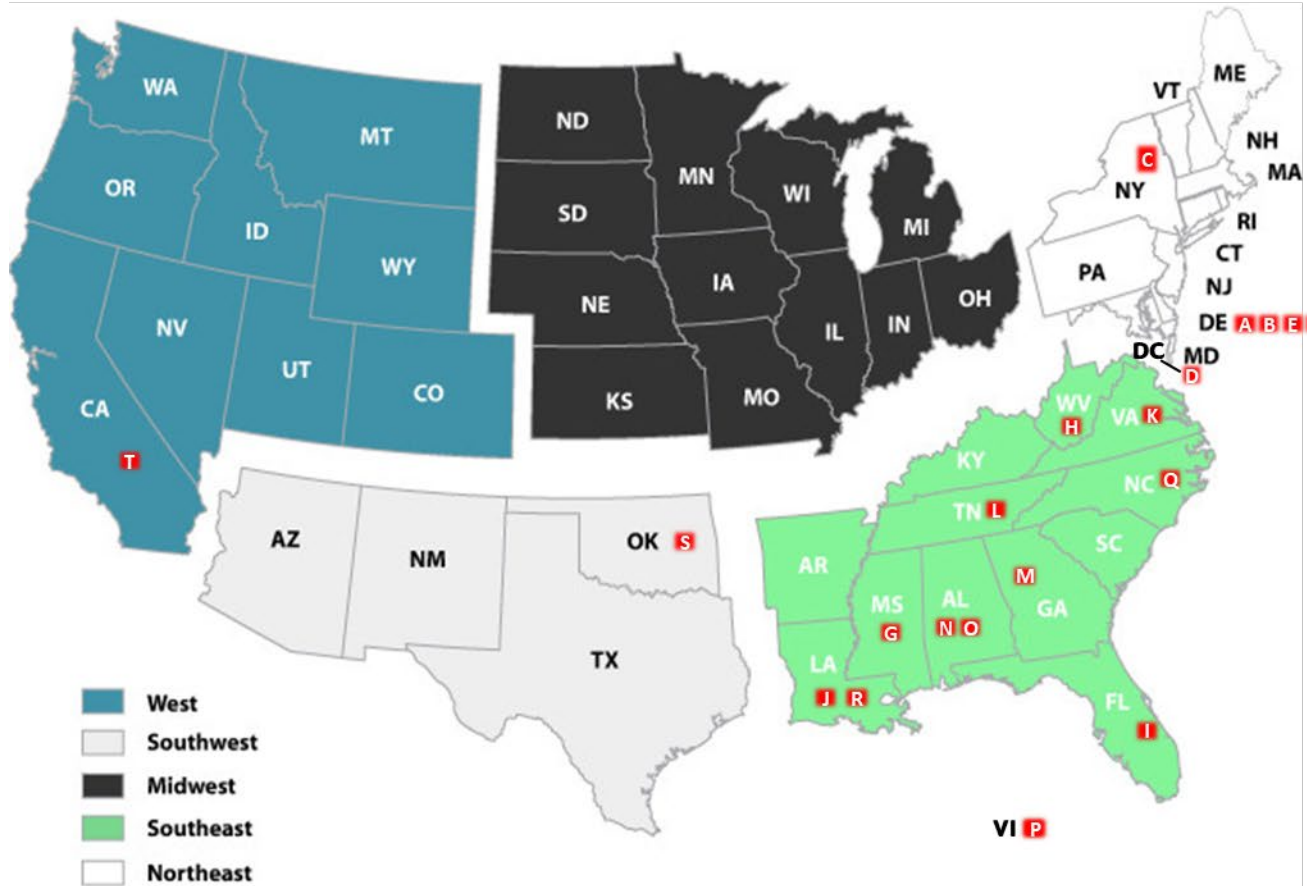 WA
MT
OR
ID
WY
NV
UT
CO
CA
T
ND
MN
SD
WI
MI
NE
IA
IL
IN
OH
KS
MO
ME
VT
NH
C
MA
NY
RI
CT
PA
NJ
DE A B E
DC MD
D
WV
H
VA K
KY
NC Q
TN L
SC
AR
M
GA
MS
G
AL
N O
LA
J R
FL
I
AZ
NM
OK S
TX
VI P
West
Southwest
Midwest
Southeast
Northeast